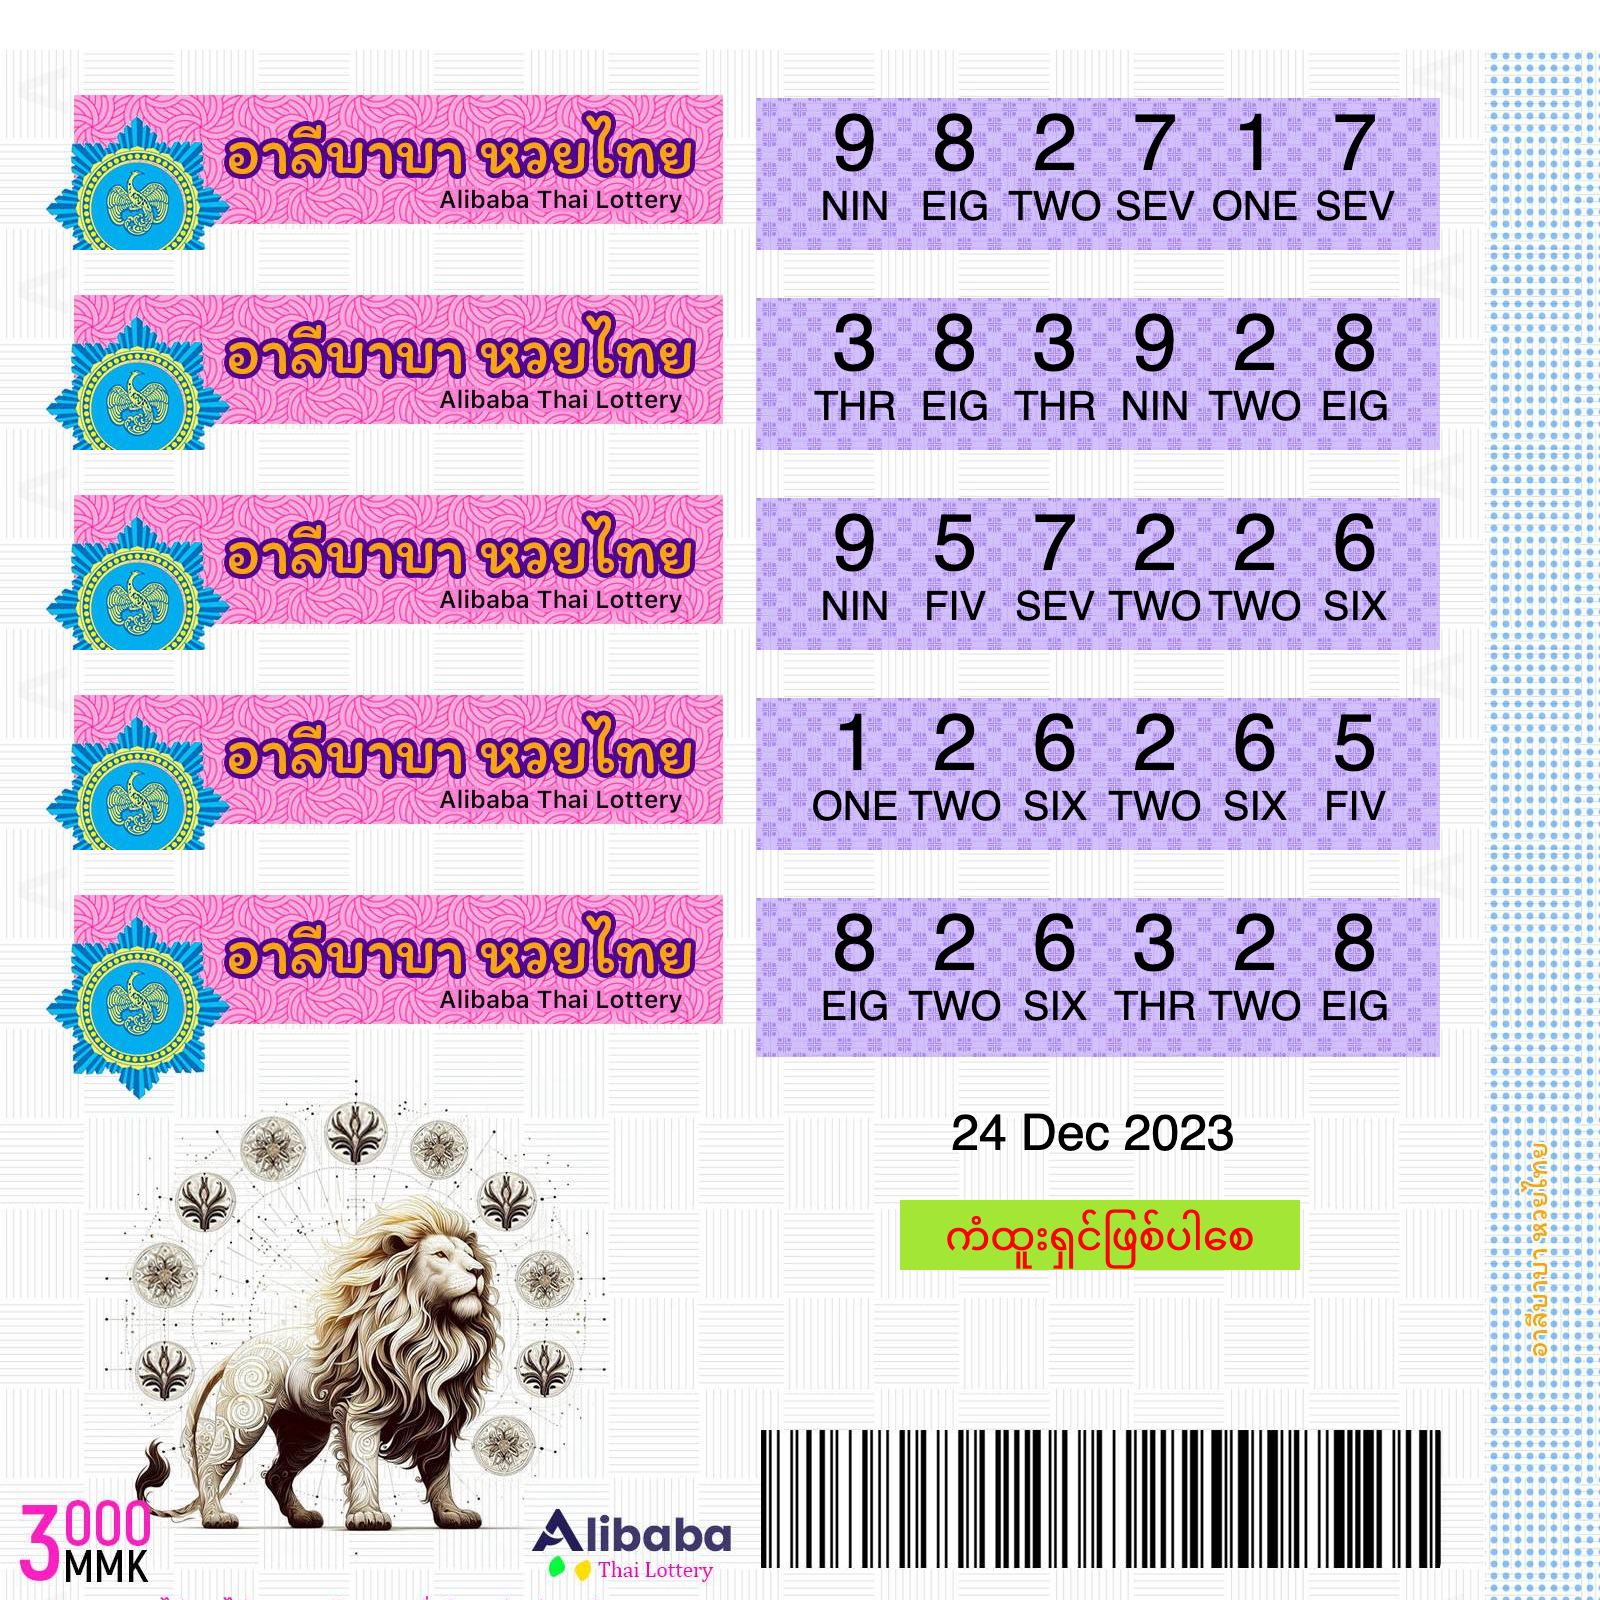 อาลีบาบา หวยไทย
Alibaba Thai Lottery
9 8 2 7 1 7
NIN EIG TWO SEV ONE SEV
อาลีบาบา หวยไทย
Alibaba Thai Lottery
3 8 3 9 2 8
THR EIG THR NIN TWO EIG
อาลีบาบา หวยไทย
Alibaba Thai Lottery
9 5 7 2 2 6
NIN FIV SEV TWO TWO SIX
อาลีบาบา หวยไทย
Alibaba Thai Lottery
1 2 6 2 6 5
ONE TWO SIX TWO SIX FIV
อาลีบาบา หวยไทย
Alibaba Thai Lottery
8 2 6 3 2 8
EIG TWO SIX THR TWO EIG
24 Dec 2023
ကံထူးရှင်ဖြစ်ပါစေ
อาลีบาบา หวยไทย
3000
MMK
Alibaba
Thai Lottery